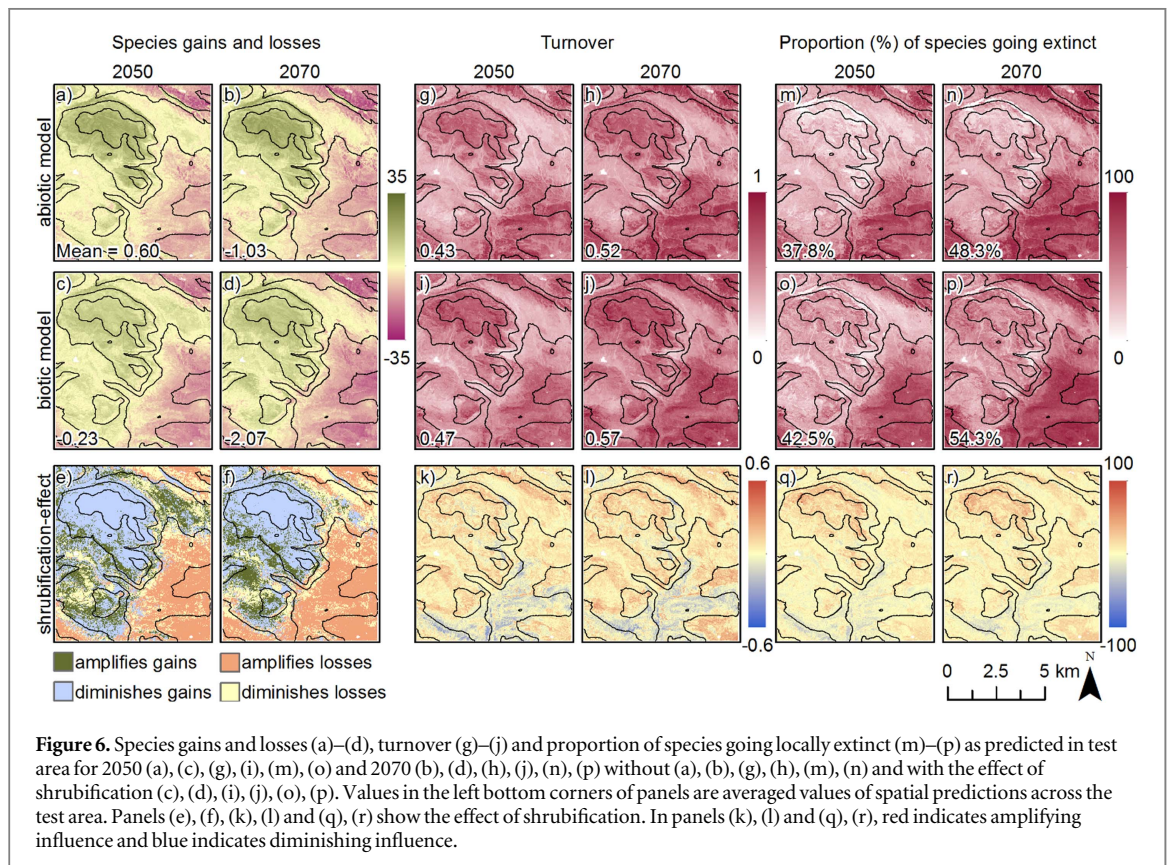 Species gains and losses
Turnover
Proportion (%) of species going extinct
2050
2070
2050
2070
2050
2070
abiotic model
a)
Mean = 0.60
b)
-1.03
35
-35
g)
0.43
h)
0.52
1
0
m)
37.8%
n)
48.3%
100
0
biotic model
c)
-0.23
d)
-2.07
i)
0.47
j)
0.57
o)
42.5%
p)
54.3%
shrubification-effect
e)
f)
k)
l)
0.6
-0.6
q)
r)
100
-100
amplifies gains
amplifies losses
diminishes gains
diminishes losses
0 2.5 5 km
N
Figure 6. Species gains and losses (a)–(d), turnover (g)–(j) and proportion of species going locally extinct (m)–(p) as predicted in test
area for 2050 (a), (c), (g), (i), (m), (o) and 2070 (b), (d), (h), (j), (n), (p) without (a), (b), (g), (h), (m), (n) and with the effect of
shrubification (c), (d), (i), (j), (o), (p). Values in the left bottom corners of panels are averaged values of spatial predictions across the
test area. Panels (e), (f), (k), (l) and (q), (r) show the effect of shrubification. In panels (k), (l) and (q), (r), red indicates amplifying
influence and blue indicates diminishing influence.